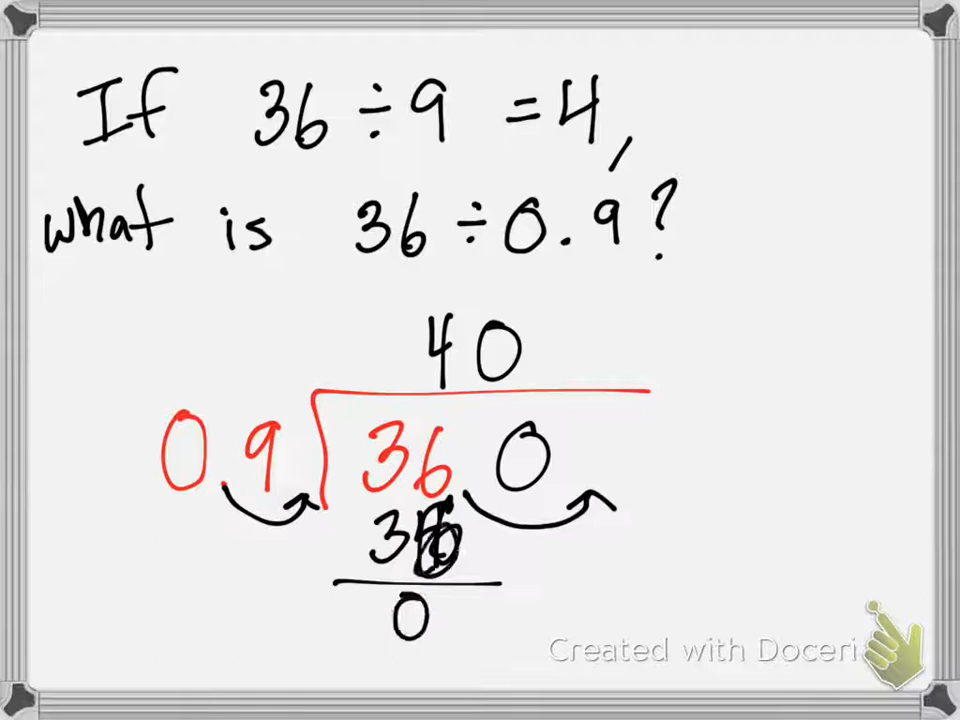 If 36 ÷ 9 = 4,
what is 36 ÷ 0.9?
40
0.9 36 0
36
0
Created with Doceri